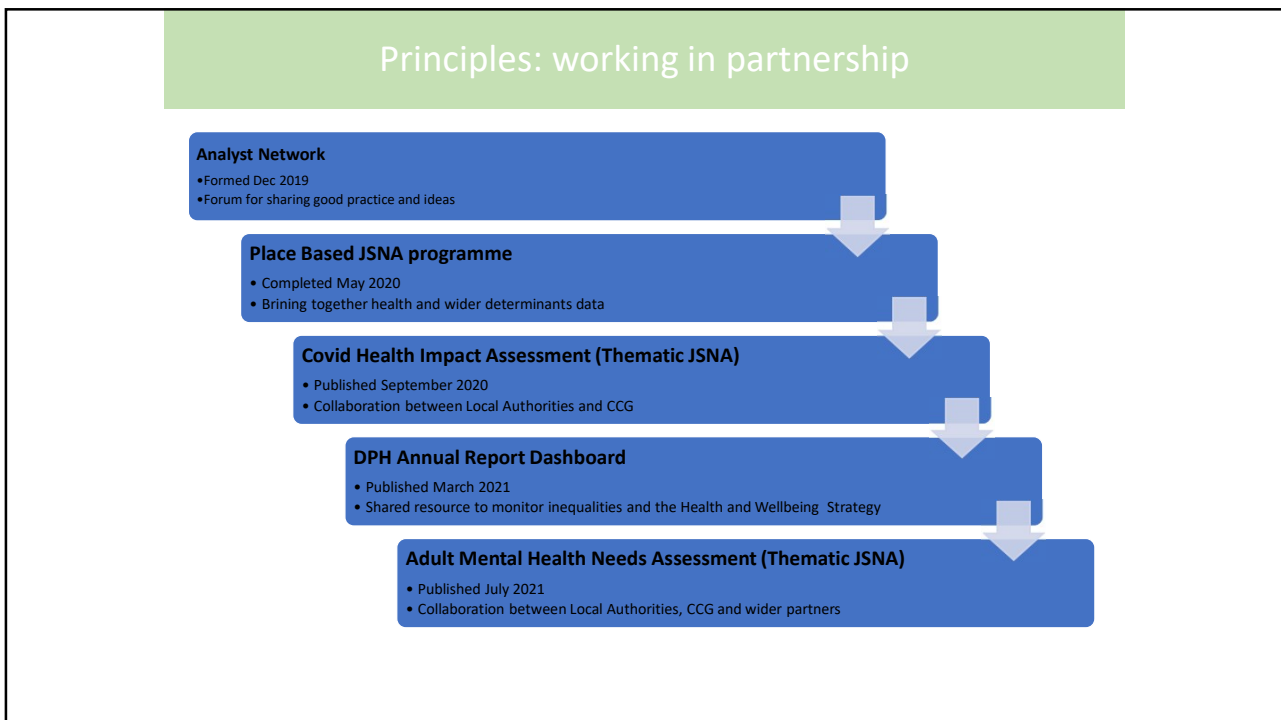 Principles: working in partnership
Analyst Network
•Formed Dec 2019
•Forum for sharing good practice and ideas
Place Based JSNA programme
• Completed May 2020
• Brining together health and wider determinants data
Covid Health Impact Assessment (Thematic JSNA)
• Published September 2020
• Collaboration between Local Authorities and CCG
DPH Annual Report Dashboard
• Published March 2021
• Shared resource to monitor inequalities and the Health and Wellbeing Strategy
Adult Mental Health Needs Assessment (Thematic JSNA)
• Published July 2021
• Collaboration between Local Authorities, CCG and wider partners